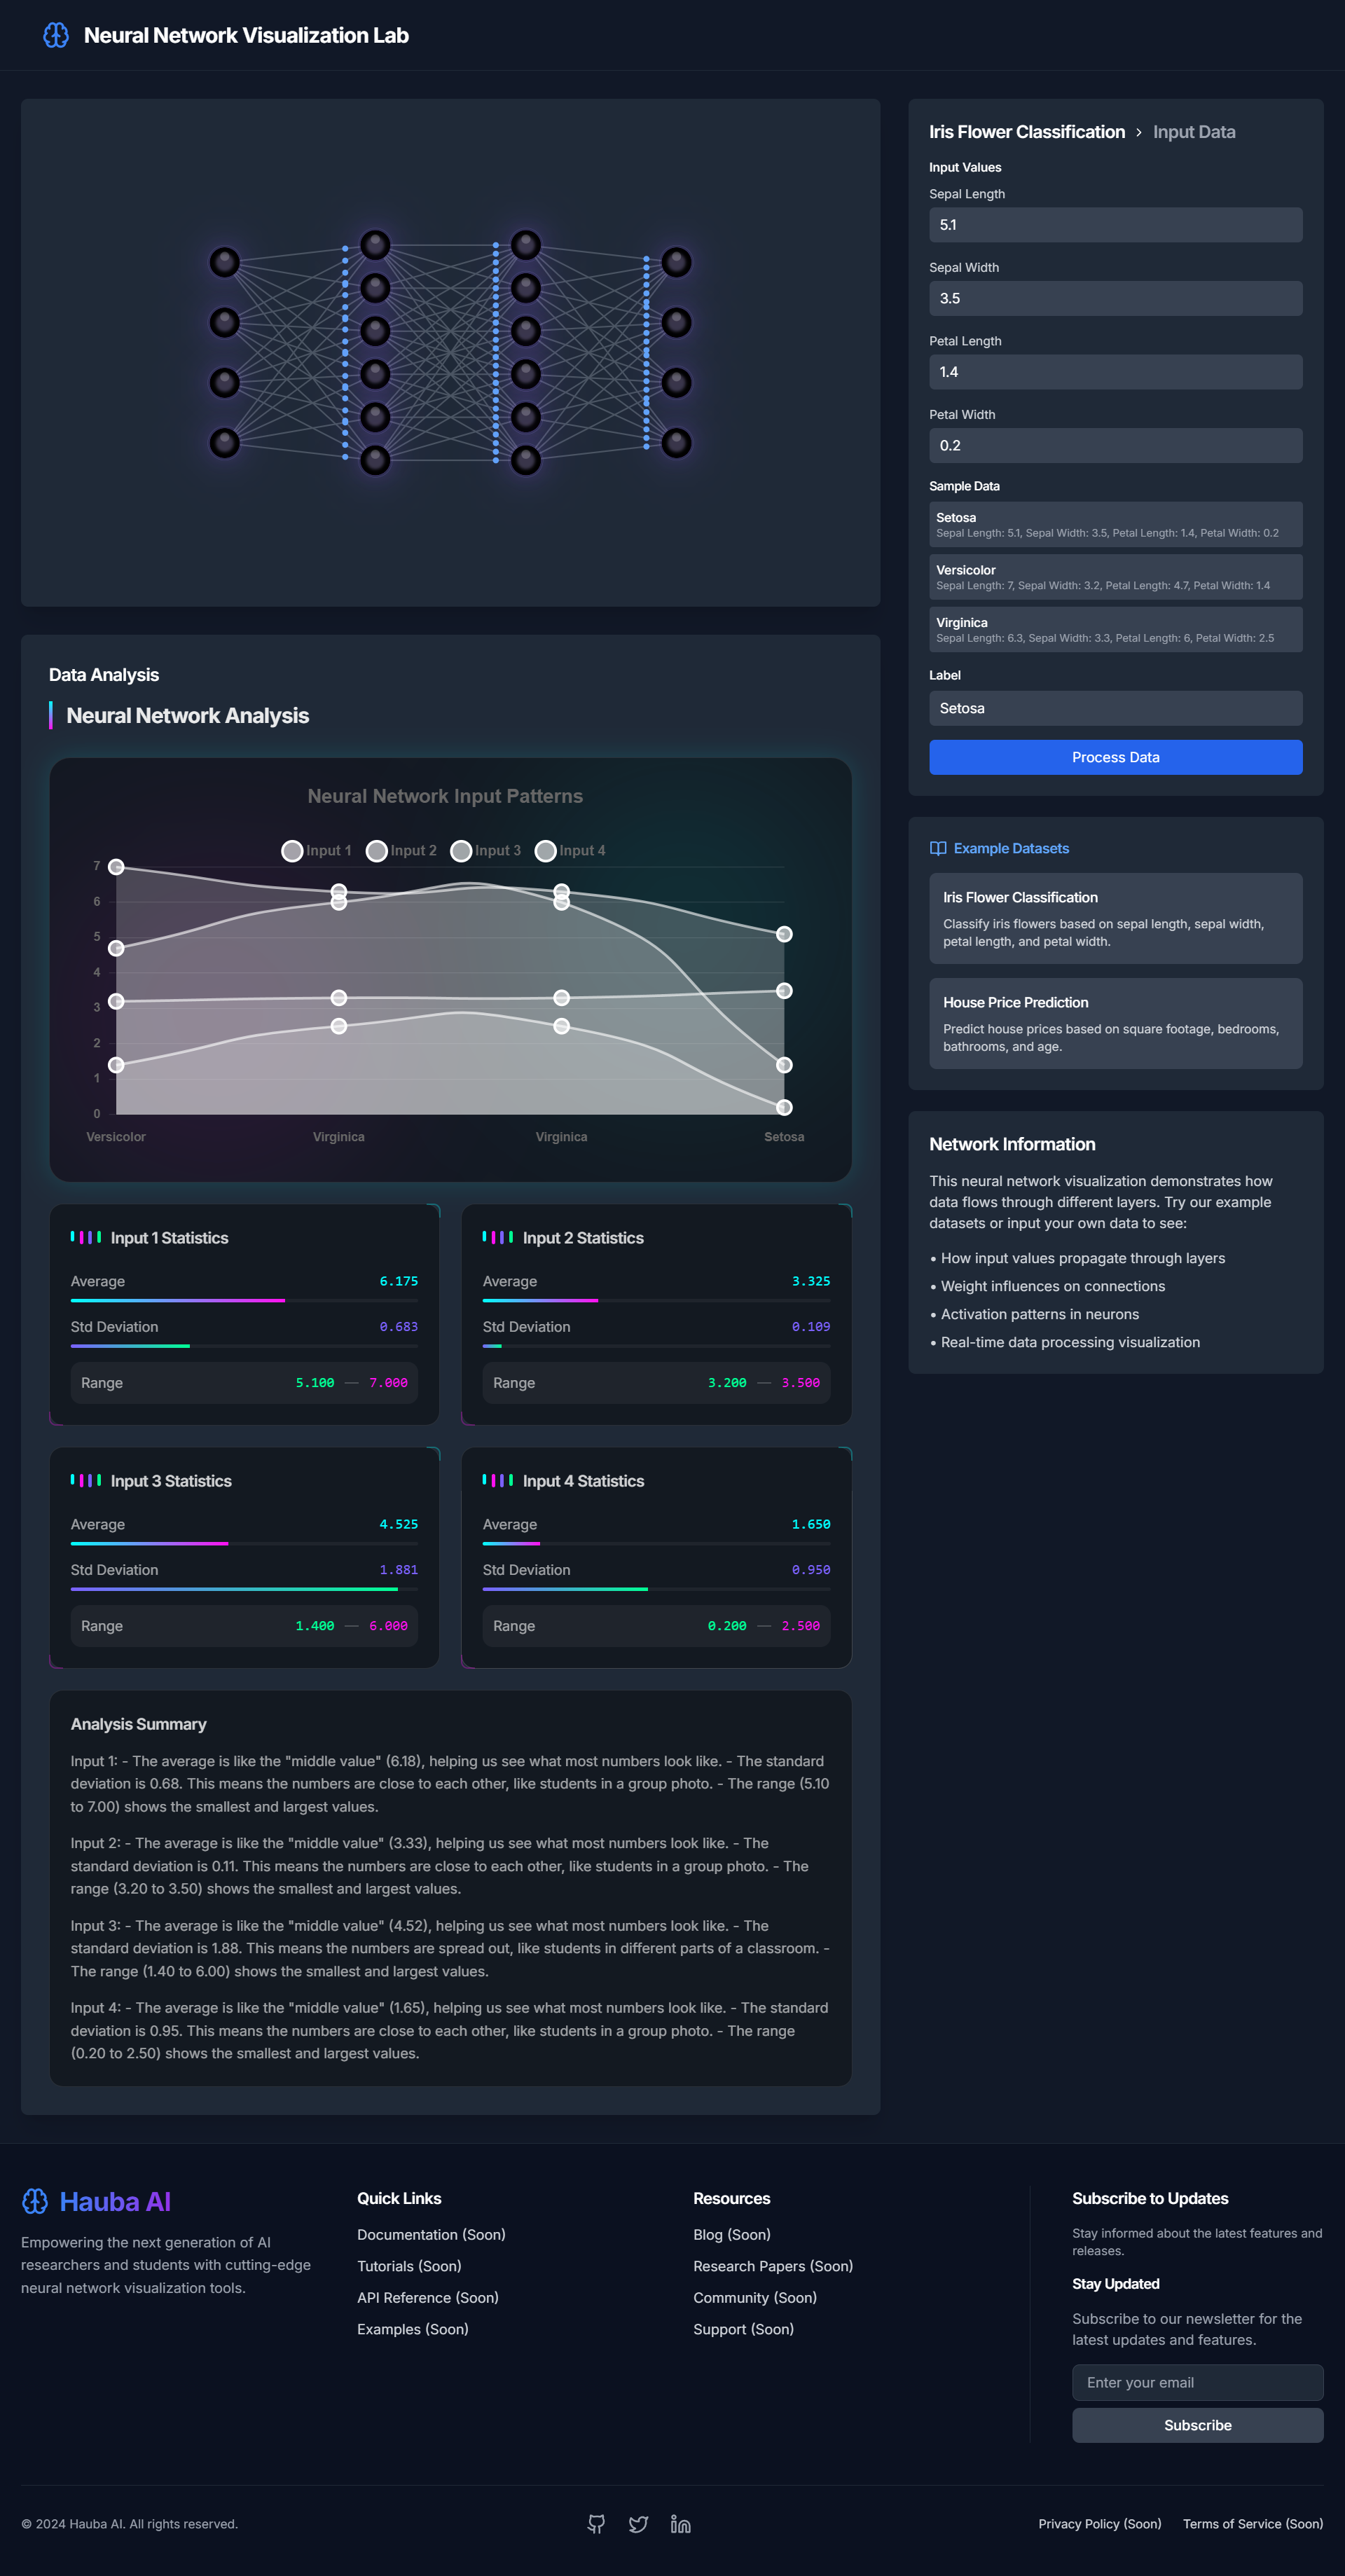 Neural Network Visualization Lab
Iris Flower Classification › Input Data
Input Values
Sepal Length
5.1
Sepal Width
3.5
Petal Length
1.4
Petal Width
0.2
Sample Data
Setosa
Sepal Length: 5.1, Sepal Width: 3.5, Petal Length: 1.4, Petal Width: 0.2
Versicolor
Sepal Length: 7, Sepal Width: 3.2, Petal Length: 4.7, Petal Width: 1.4
Virginica
Sepal Length: 6.3, Sepal Width: 3.3, Petal Length: 6, Petal Width: 2.5
Label
Setosa
Process Data
Example Datasets
Iris Flower Classification
Classify iris flowers based on sepal length, sepal width,
petal length, and petal width.
House Price Prediction
Predict house prices based on square footage, bedrooms,
bathrooms, and age.
Network Information
This neural network visualization demonstrates how
data flows through different layers. Try our example
datasets or input your own data to see:
• How input values propagate through layers
• Weight influences on connections
• Activation patterns in neurons
• Real-time data processing visualization
Data Analysis
Neural Network Analysis
Neural Network Input Patterns
Input 1 Input 2 Input 3 Input 4
7
6
5
4
3
2
1
0
Versicolor Virginica Virginica Setosa
Input 1 Statistics
Average 6.175
Std Deviation 0.683
Range 5.100 — 7.000
Input 2 Statistics
Average 3.325
Std Deviation 0.109
Range 3.200 — 3.500
Input 3 Statistics
Average 4.525
Std Deviation 1.881
Range 1.400 — 6.000
Input 4 Statistics
Average 1.650
Std Deviation 0.950
Range 0.200 — 2.500
Analysis Summary
Input 1: - The average is like the "middle value" (6.18), helping us see what most numbers look like. - The standard
deviation is 0.68. This means the numbers are close to each other, like students in a group photo. - The range (5.10
to 7.00) shows the smallest and largest values.
Input 2: - The average is like the "middle value" (3.33), helping us see what most numbers look like. - The
standard deviation is 0.11. This means the numbers are close to each other, like students in a group photo. - The
range (3.20 to 3.50) shows the smallest and largest values.
Input 3: - The average is like the "middle value" (4.52), helping us see what most numbers look like. - The
standard deviation is 1.88. This means the numbers are spread out, like students in different parts of a classroom. -
The range (1.40 to 6.00) shows the smallest and largest values.
Input 4: - The average is like the "middle value" (1.65), helping us see what most numbers look like. - The standard
deviation is 0.95. This means the numbers are close to each other, like students in a group photo. - The range
(0.20 to 2.50) shows the smallest and largest values.
Hauba AI
Empowering the next generation of AI
researchers and students with cutting-edge
neural network visualization tools.
Quick Links
Documentation (Soon)
Tutorials (Soon)
API Reference (Soon)
Examples (Soon)
Resources
Blog (Soon)
Research Papers (Soon)
Community (Soon)
Support (Soon)
Subscribe to Updates
Stay informed about the latest features and
releases.
Stay Updated
Subscribe to our newsletter for the
latest updates and features.
Enter your email
Subscribe
© 2024 Hauba AI. All rights reserved.
Privacy Policy (Soon) Terms of Service (Soon)